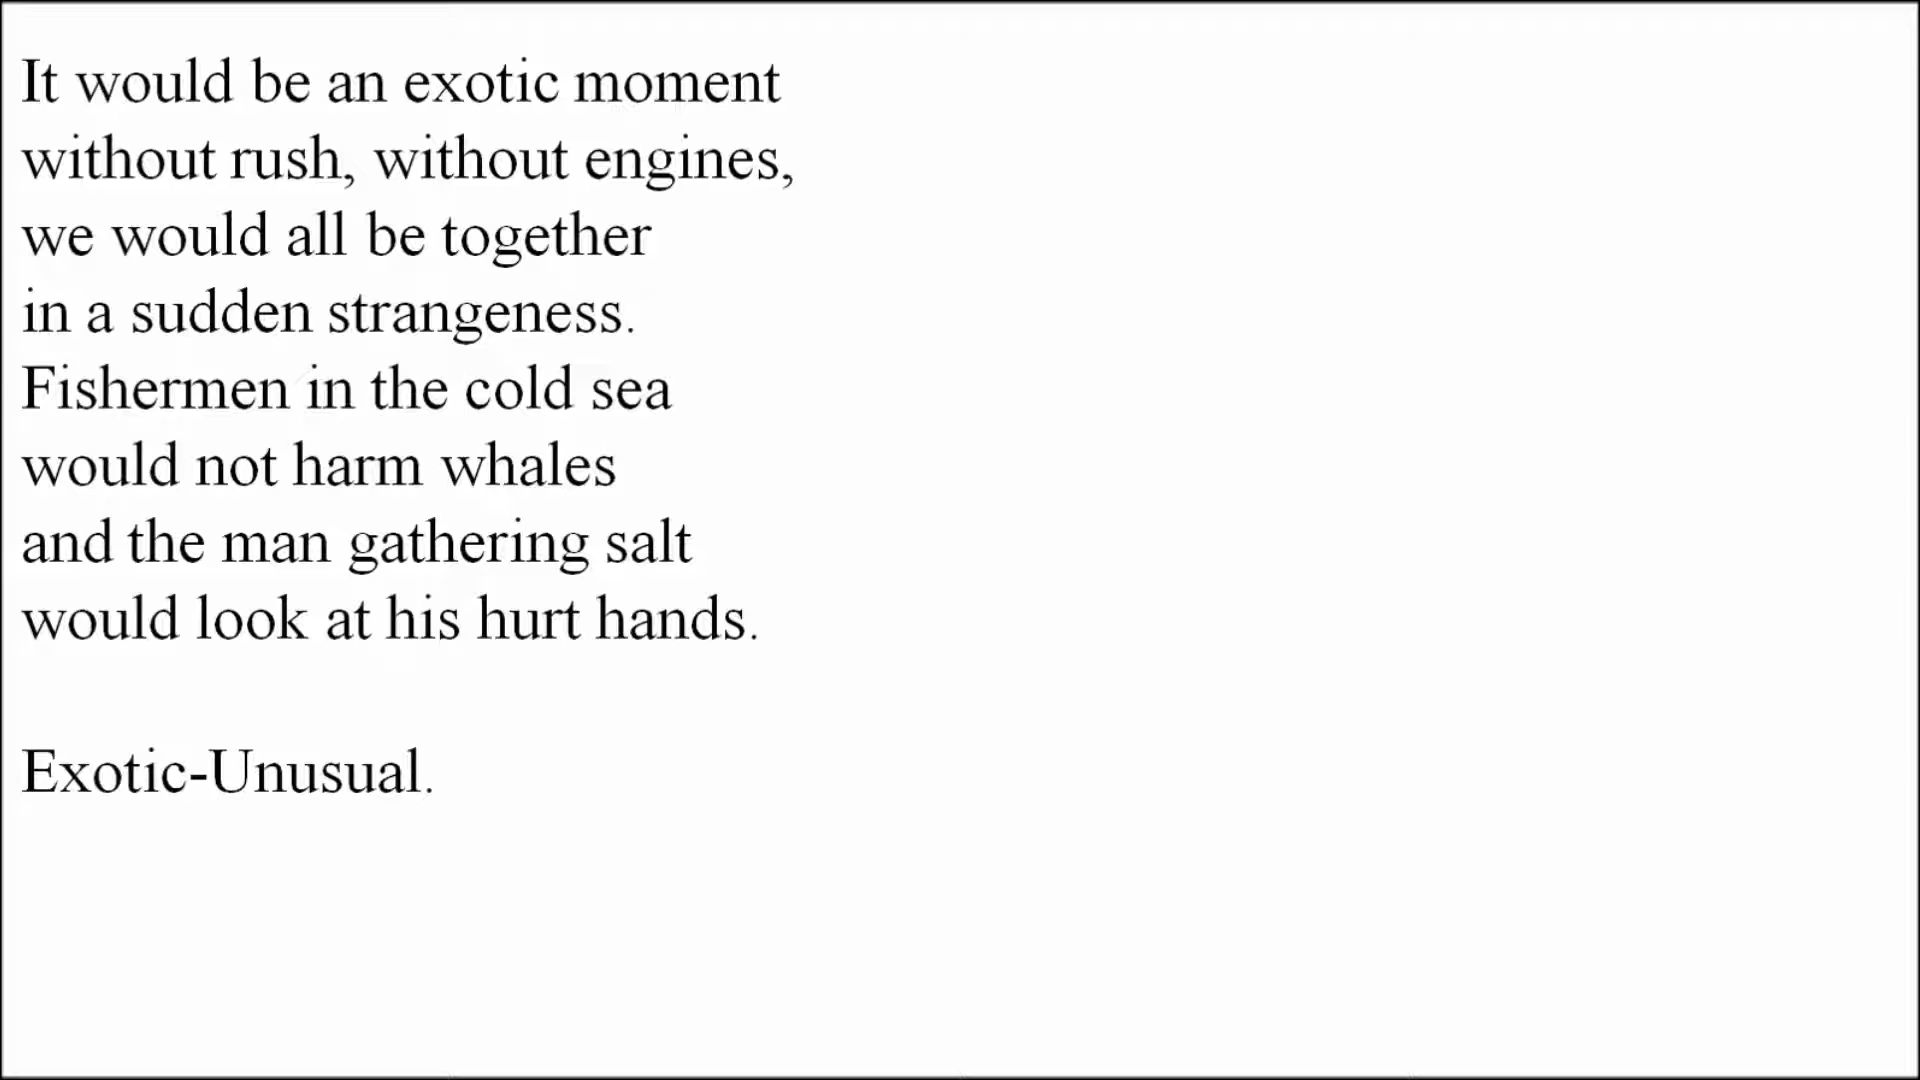 It would be an exotic moment
without rush, without engines,
we would all be together
in a sudden strangeness.
Fishermen in the cold sea
would not harm whales
and the man gathering salt
would look at his hurt hands.
Exotic-Unusual.